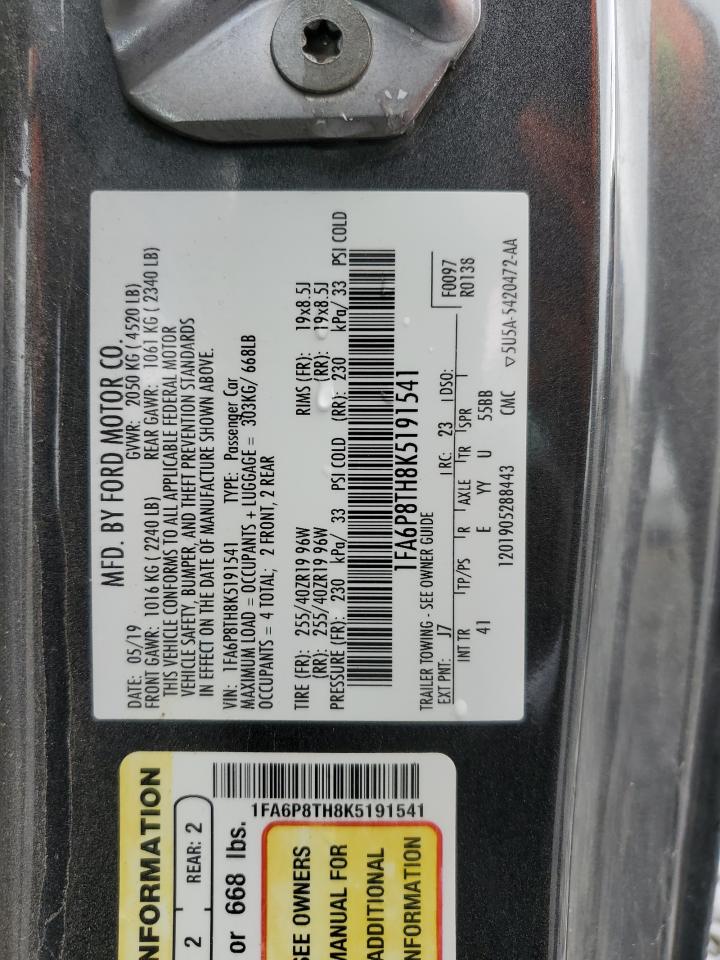 MFD. BY FORD MOTOR CO.
DATE: 05/19 GVWR: 2050 KG ( 4520 LB)
FRONT GAWR: 1016 KG ( 2240 LB) REAR GAWR: 1061 KG ( 2340 LB)
THIS VEHICLE CONFORMS TO ALL APPLICABLE FEDERAL MOTOR
VEHICLE SAFETY, BUMPER, AND THEFT PREVENTION STANDARDS
IN EFFECT ON THE DATE OF MANUFACTURE SHOWN ABOVE.
VIN: 1FA6P8TH8K5191541 TYPE: Passenger Car
MAXIMUM LOAD = OCCUPANTS + LUGGAGE = 303KG/ 668LB
OCCUPANTS = 4 TOTAL; 2 FRONT, 2 REAR
TIRE (FR): 255/40ZR19 96W RIMS (FR): 19x8.5J
(RR): 255/40ZR19 96W (RR): 19x8.5J
PRESSURE (FR): 230 kPa/ 33 PSI COLD (RR): 230 kPa/ 33 PSI COLD
1FA6P8TH8K5191541
TRAILER TOWING - SEE OWNER GUIDE F0097
EXT PNT: J7 RC: 23 DSO: R0138
INT TR TP/PS R AXLE TR SPR
41 E YY U 55BB
1201905288443 CMC ▽5U5A-5420472-AA
1FA6P8TH8K5191541
NFORMATION
2 REAR: 2
or 668 lbs.
SEE OWNERS
MANUAL FOR
ADDITIONAL
NFORMATION